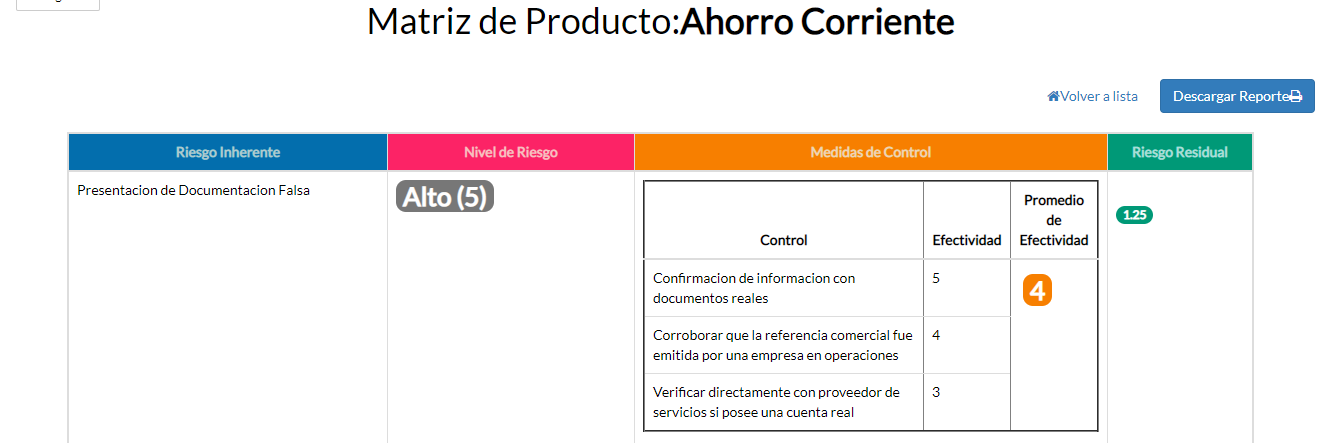 Matriz de Producto:Ahorro Corriente
Volver a lista
Descargar Reporte
Riesgo Inherente
Nivel de Riesgo
Medidas de Control
Riesgo Residual
Presentacion de Documentacion Falsa
Alto (5)
Control
Efectividad
Promedio
de
Efectividad
1.25
Confirmacion de informacion con
documentos reales
5
4
Corroborar que la referencia comercial fue
emitida por una empresa en operaciones
4
Verificar directamente con proveedor de
servicios si posee una cuenta real
3